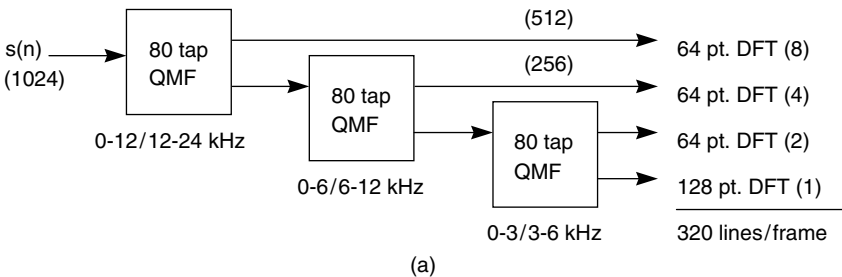 s(n)
(1024)
80 tap
QMF
0-12/12-24 kHz
(512)
64 pt. DFT (8)
80 tap
QMF
0-6/6-12 kHz
(256)
64 pt. DFT (4)
80 tap
QMF
0-3/3-6 kHz
64 pt. DFT (2)
128 pt. DFT (1)
320 lines/frame
(a)